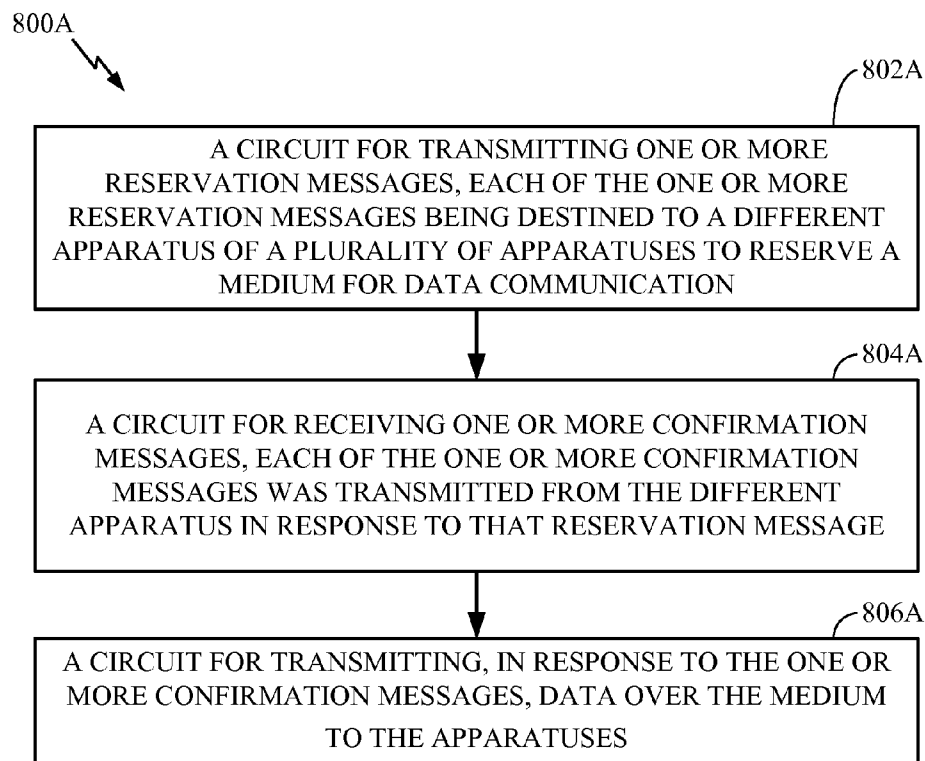 800A
802A
A CIRCUIT FOR TRANSMITTING ONE OR MORE
RESERVATION MESSAGES, EACH OF THE ONE OR MORE
RESERVATION MESSAGES BEING DESTINED TO A DIFFERENT
APPARATUS OF A PLURALITY OF APPARATUSES TO RESERVE A
MEDIUM FOR DATA COMMUNICATION
804A
A CIRCUIT FOR RECEIVING ONE OR MORE CONFIRMATION
MESSAGES, EACH OF THE ONE OR MORE CONFIRMATION
MESSAGES WAS TRANSMITTED FROM THE DIFFERENT
APPARATUS IN RESPONSE TO THAT RESERVATION MESSAGE
806A
A CIRCUIT FOR TRANSMITTING, IN RESPONSE TO THE ONE OR
MORE CONFIRMATION MESSAGES, DATA OVER THE MEDIUM
TO THE APPARATUSES